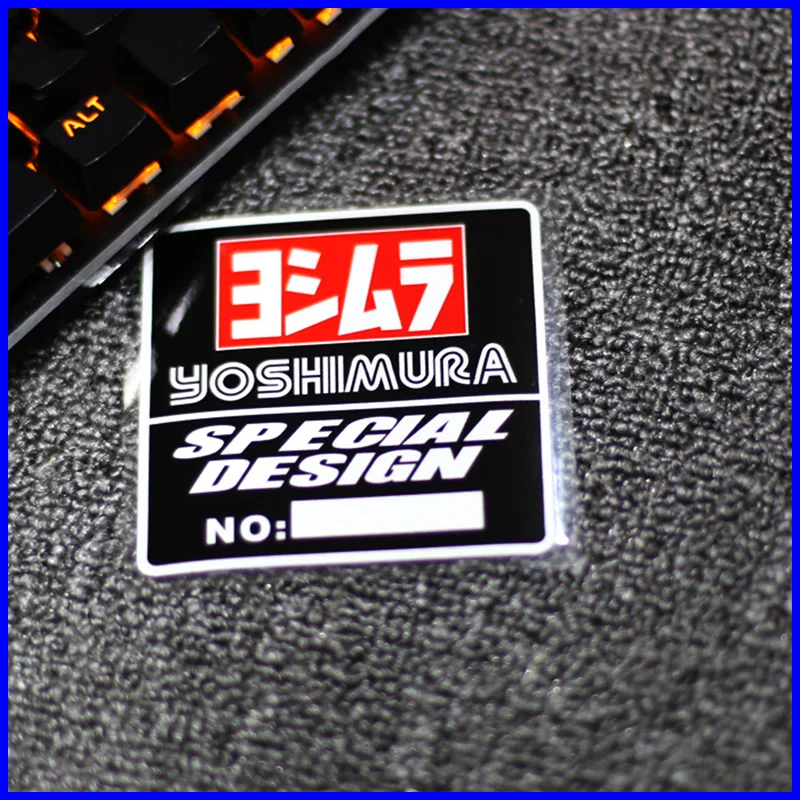 ALT
ヨシムラ
YOSHIMURA
SPECIAL
DESIGN
NO: